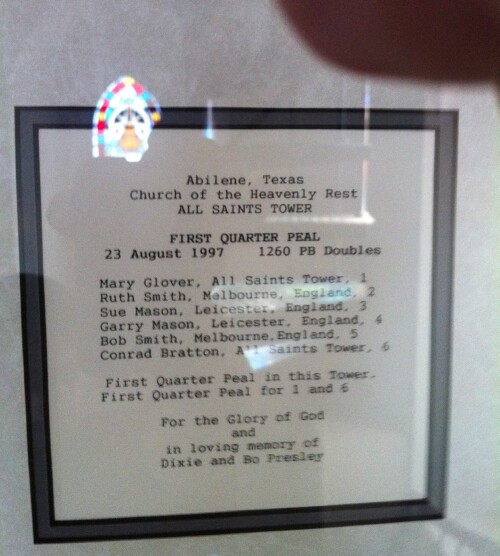 Abilene, Texas
Church of the Heavenly Rest
ALL SAINTS TOWER
FIRST QUARTER PEAL
23 August 1997 1260 PB Doubles
Mary Glover, All Saints Tower, 1
Ruth Smith, Melbourne, England, 2
Sue Mason, Leicester, England, 3
Garry Mason, Leicester, England, 4
Bob Smith, Melbourne,England, 5
Conrad Bratton, All Saints Tower, 6
First Quarter Peal in this Tower.
First Quarter Peal for 1 and 6
For the Glory of God
and
in loving memory of
Dixie and Bo Presley